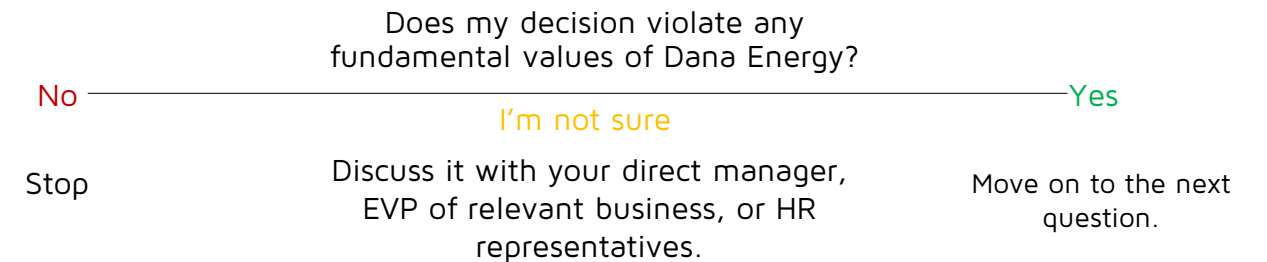 Does my decision violate any
fundamental values of Dana Energy?
No
Yes
I'm not sure
Stop
Discuss it with your direct manager,
EVP of relevant business, or HR
representatives.
Move on to the next
question.